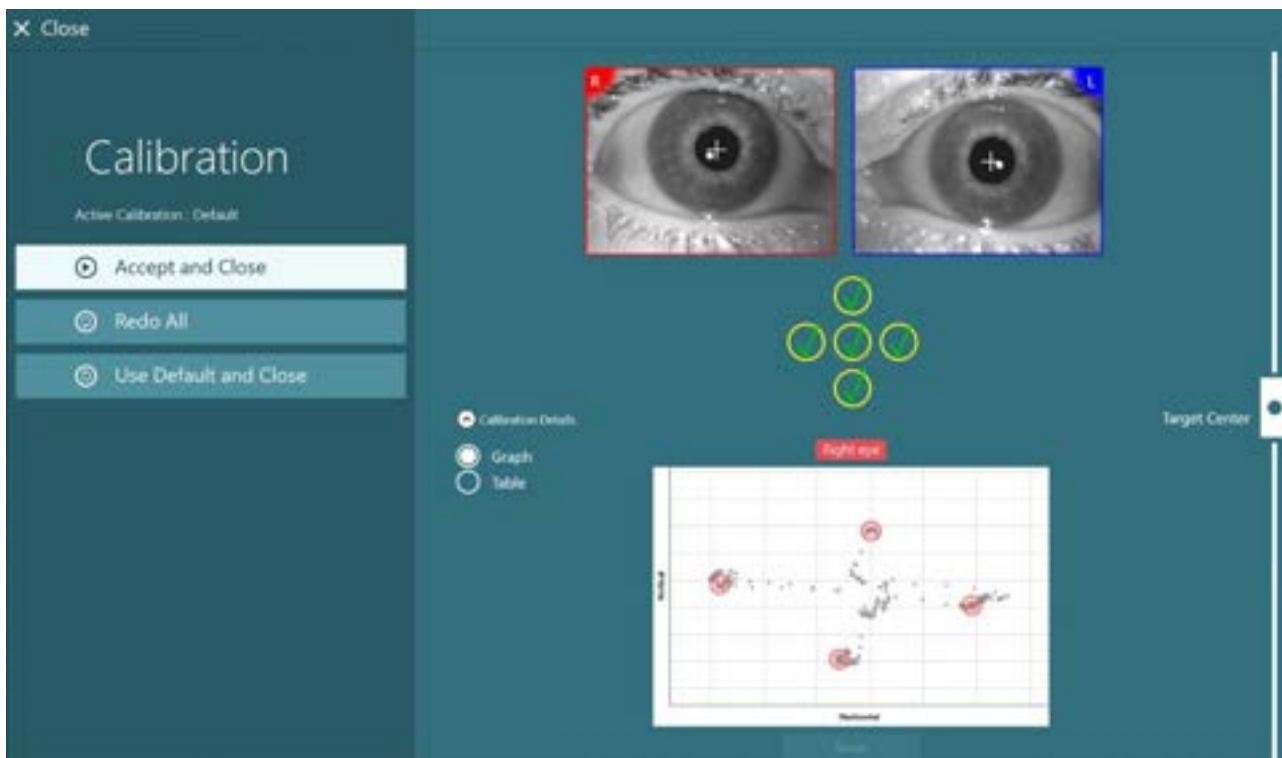 Close
Calibration
Active Calibration : Default
Accept and Close
Redo All
Use Default and Close
R
L
Calibration Details
Graph
Table
Target Center
Right eye
Vertical
Horizontal